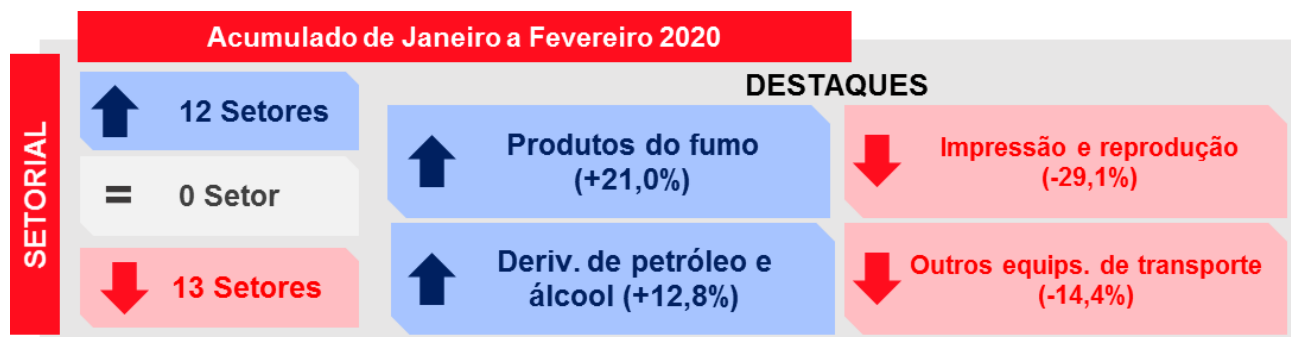 Acumulado de Janeiro a Fevereiro 2020
SETORIAL
12 Setores
= 0 Setor
13 Setores
DESTAQUES
Produtos do fumo
(+21,0%)
Impressão e reprodução
(-29,1%)
Deriv. de petróleo e
álcool (+12,8%)
Outros equips. de transporte
(-14,4%)